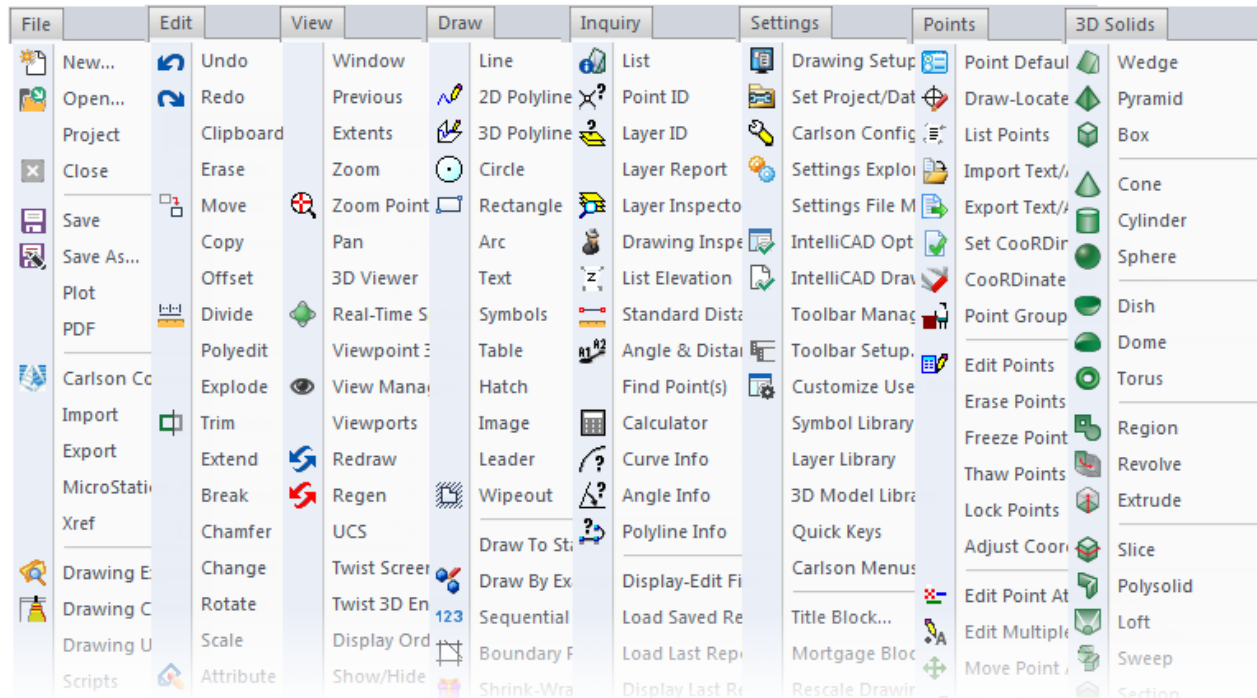 File
New...
Open...
Project
Close
Save
Save As...
Plot
PDF
Carlson Co
Import
Export
MicroStati
Xref
Drawing E
Drawing C
Drawing U
Scripts
Edit
Undo
Redo
Clipboard
Erase
Move
Copy
Offset
Divide
Polyedit
Explode
Trim
Extend
Break
Chamfer
Change
Rotate
Scale
Attribute
View
Window
Previous
Extents
Zoom
Zoom Point
Pan
3D Viewer
Real-Time S
Viewpoint 3
View Manag
Viewports
Redraw
Regen
UCS
Twist Screen
Twist 3D En
Display Ord
Show/Hide
Draw
Line
2D Polyline
3D Polyline
Circle
Rectangle
Arc
Text
Symbols
Table
Hatch
Image
Leader
Wipeout
Draw To Sta
Draw By Ex
123 Sequential
Boundary P
Shrink-Wra
Inquiry
List
Point ID
Layer ID
Layer Report
Layer Inspecto
Drawing Inspe
List Elevation
Standard Dista
Angle & Distan
Find Point(s)
Calculator
Curve Info
Angle Info
Polyline Info
Display-Edit Fi
Load Saved Re
Load Last Repo
Display Last Re
Settings
Drawing Setup
Set Project/Dat
Carlson Config
Settings Explor
Settings File M
IntelliCAD Opt
IntelliCAD Draw
Toolbar Manag
Toolbar Setup.
Customize Use
Symbol Library
Layer Library
3D Model Libra
Quick Keys
Carlson Menus
Title Block...
Mortgage Bloc
Rescale Drawin
Points
Point Defaul
Draw-Locate
List Points
Import Text/A
Export Text/A
Set CooRDin
CooRDinate
Point Group
Edit Points
Erase Points
Freeze Point
Thaw Points
Lock Points
Adjust Coord
Edit Point At
Edit Multiple
Move Point A
3D Solids
Wedge
Pyramid
Box
Cone
Cylinder
Sphere
Dish
Dome
Torus
Region
Revolve
Extrude
Slice
Polysolid
Loft
Sweep
Section